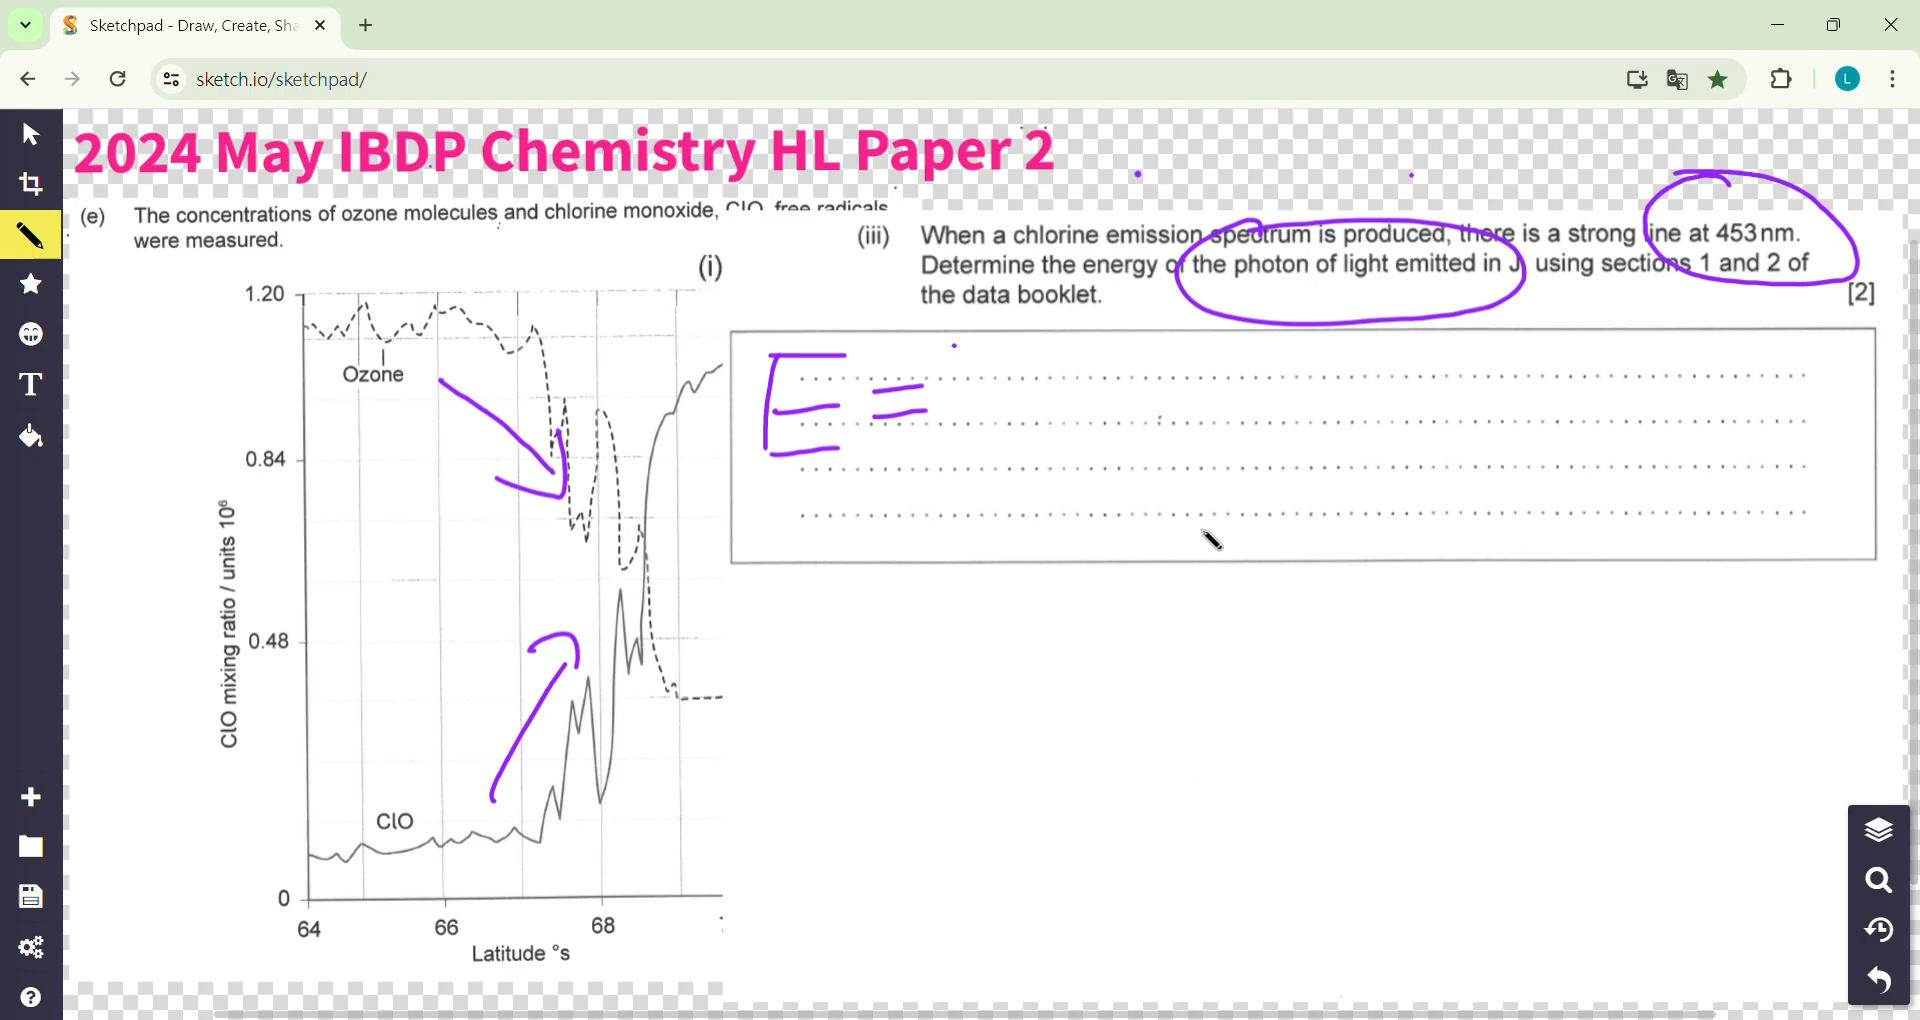 Sketchpad - Draw, Create, Sha
sketch.io/sketchpad/
L
2024 May IBDP Chemistry HL Paper 2
(e) The concentrations of ozone molecules and chlorine monoxide, ClO, free radicals
were measured.
(i)
1.20
Ozone
0.84
ClO mixing ratio / units 10⁶
0.48
ClO
0
64 66 68
Latitude °s
(iii) When a chlorine emission spectrum is produced, there is a strong line at 453 nm.
Determine the energy of the photon of light emitted in J, using sections 1 and 2 of
the data booklet.
[2]
E =
T